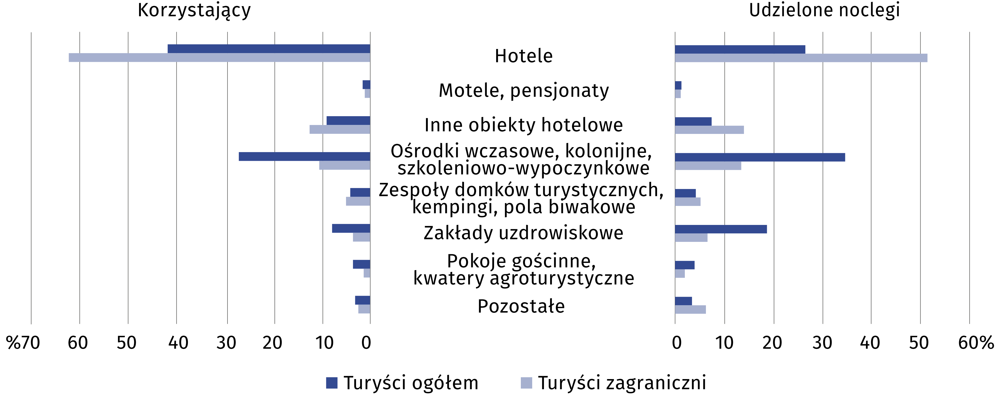 Korzystający
Udzielone noclegi
Hotele
Motele, pensjonaty
Inne obiekty hotelowe
Ośrodki wczasowe, kolonijne,
szkoleniowo-wypoczynkowe
Zespoły domków turystycznych,
kempingi, pola biwakowe
Zakłady uzdrowiskowe
Pokoje gościnne,
kwatery agroturystyczne
Pozostałe
%70 60 50 40 30 20 10 0
0 10 20 30 40 50 60%
Turyści ogółem
Turyści zagraniczni